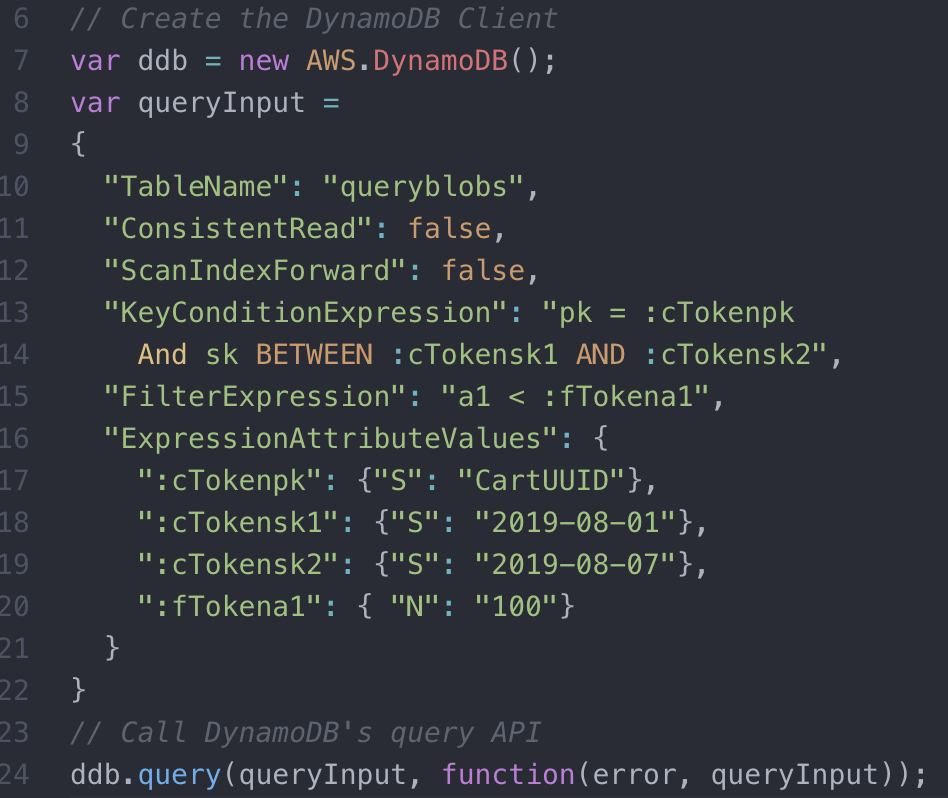 6 // Create the DynamoDB Client
7 var ddb = new AWS.DynamoDB();
8 var queryInput =
9 {
10 "TableName": "queryblobs",
11 "ConsistentRead": false,
12 "ScanIndexForward": false,
13 "KeyConditionExpression": "pk = :cTokenpk
14 And sk BETWEEN :cTokensk1 AND :cTokensk2",
15 "FilterExpression": "a1 < :fTokena1",
16 "ExpressionAttributeValues": {
17 ":cTokenpk": {"S": "CartUUID"},
18 ":cTokensk1": {"S": "2019-08-01"},
19 ":cTokensk2": {"S": "2019-08-07"},
20 ":fTokena1": { "N": "100"}
21 }
22 }
23 // Call DynamoDB's query API
24 ddb.query(queryInput, function(error, queryInput));